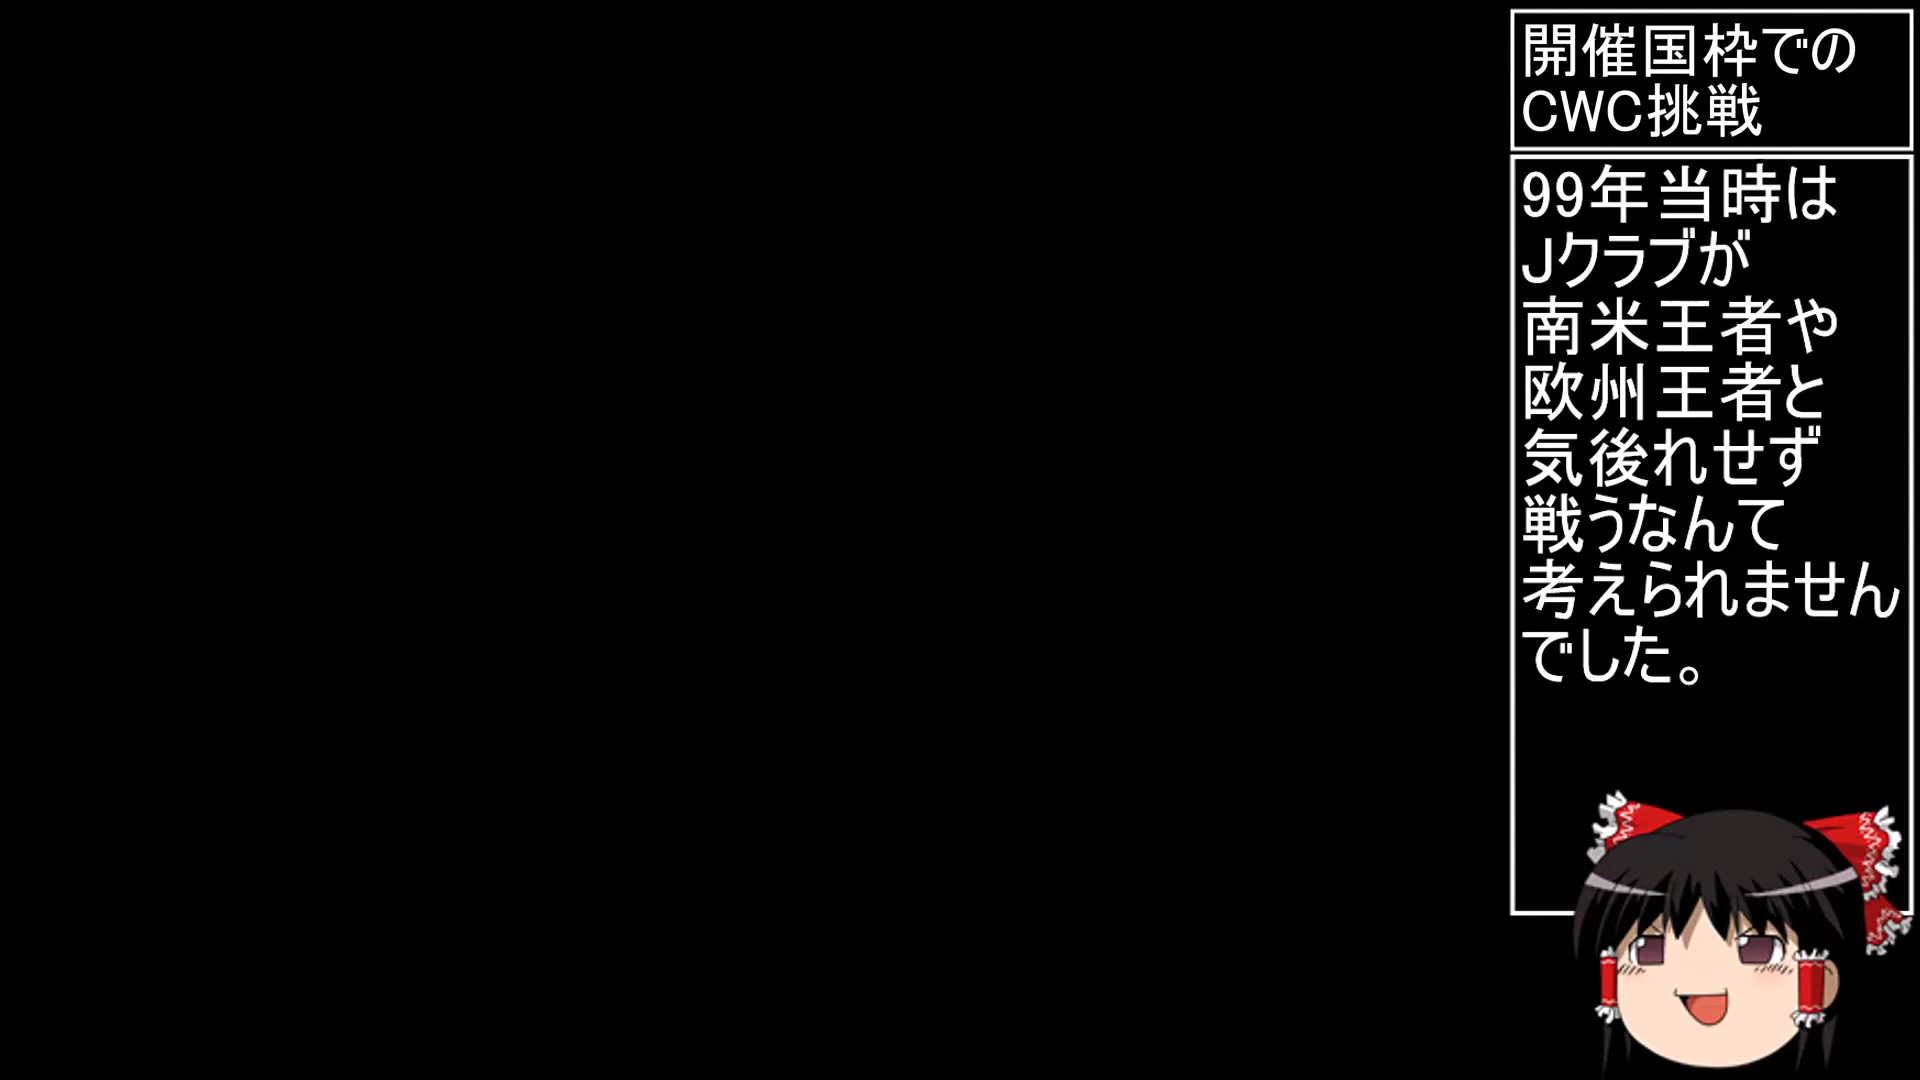 開催国枠での
CWC挑戦
99年当時は
Jクラブが
南米王者や
欧州王者と
気後れせず
戦うなんて
考えられません
でした。